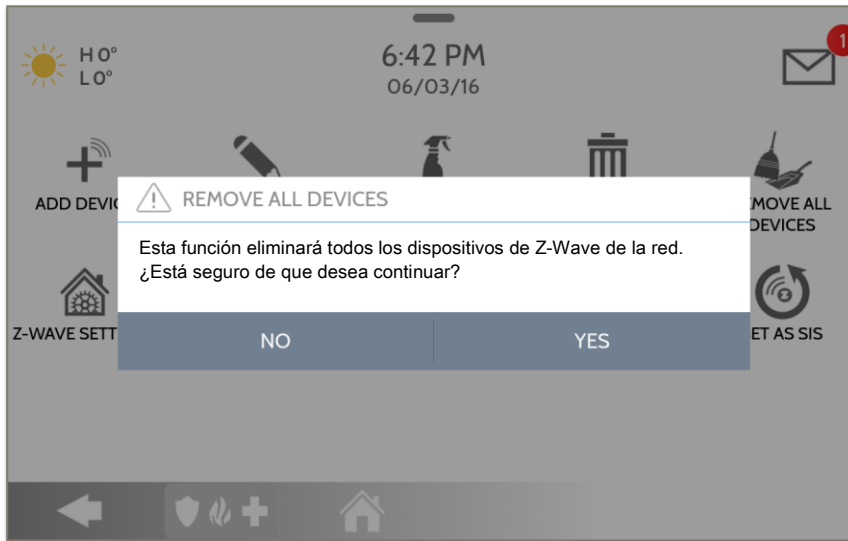 H 0°
L 0°
6:42 PM
06/03/16
1
ADD DEVIC
MOVE ALL
DEVICES
REMOVE ALL DEVICES
Esta función eliminará todos los dispositivos de Z-Wave de la red.
¿Está seguro de que desea continuar?
NO
YES
Z-WAVE SETT
ET AS SIS